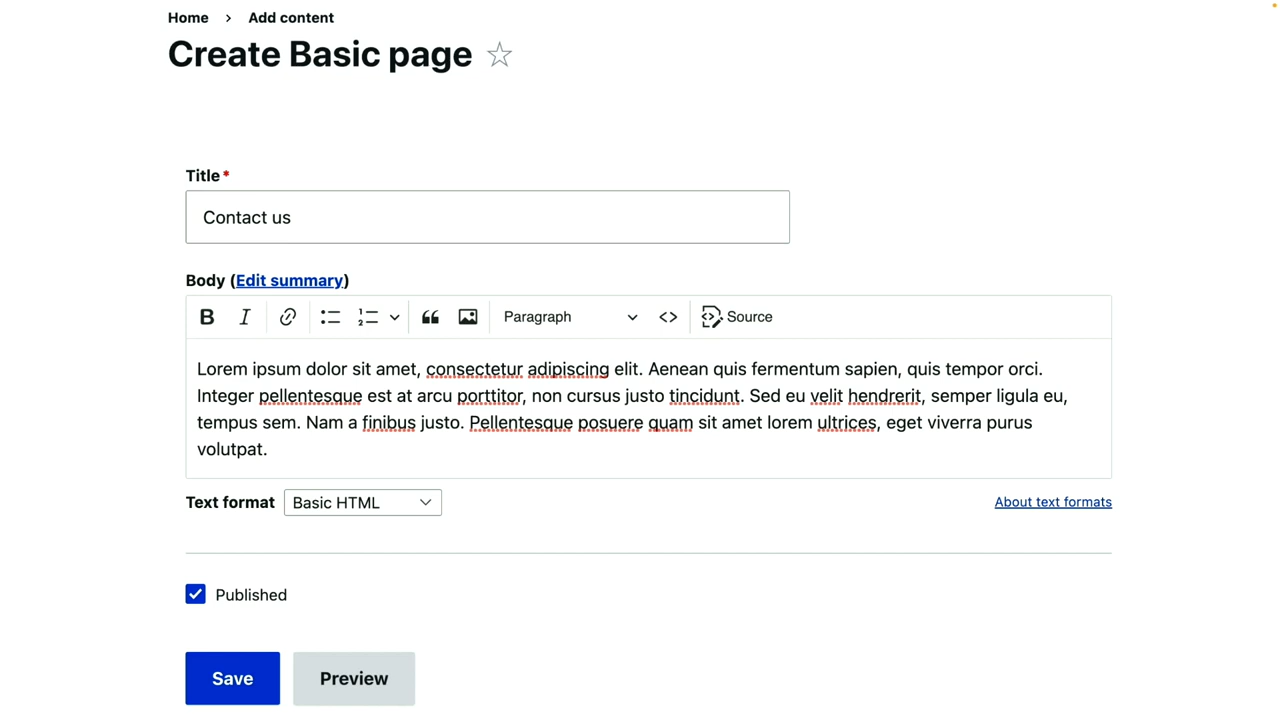 Home > Add content
Create Basic page
Title*
Contact us
Body (Edit summary)
Paragraph
Source
Lorem ipsum dolor sit amet, consectetur adipiscing elit. Aenean quis fermentum sapien, quis tempor orci.
Integer pellentesque est at arcu porttitor, non cursus justo tincidunt. Sed eu velit hendrerit, semper ligula eu,
tempus sem. Nam a finibus justo. Pellentesque posuere quam sit amet lorem ultrices, eget viverra purus
volutpat.
Text format Basic HTML About text formats
Published
Save Preview